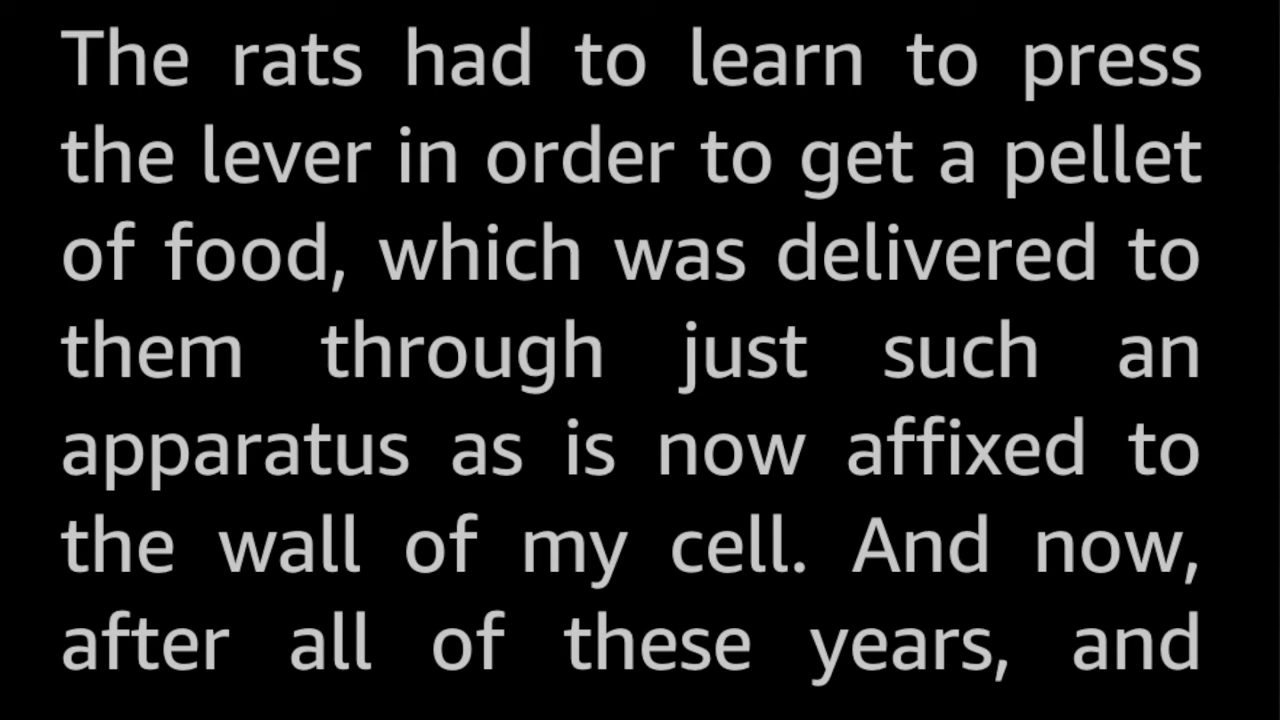 The rats had to learn to press
the lever in order to get a pellet
of food, which was delivered to
them through just such an
apparatus as is now affixed to
the wall of my cell. And now,
after all of these years, and